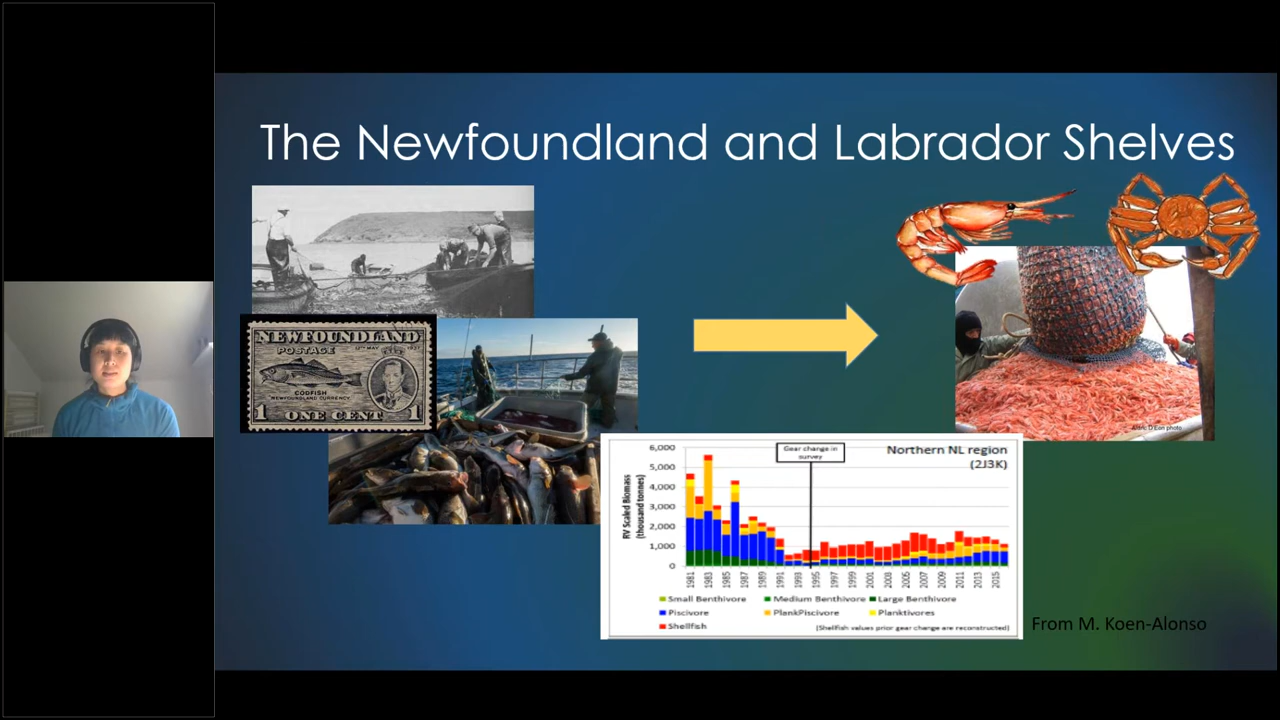 The Newfoundland and Labrador Shelves
NEWFOUNDLAND
POSTAGE
CODFISH
NEWFOUNDLAND CURRENCY
1 ONE CENT 1
Northern NL region
(2J3K)
Gear change in
survey
RV Scaled Biomass
(thousand tonnes)
6,000
5,000
4,000
3,000
2,000
1,000
0
1981 1983 1985 1987 1989 1991 1993 1995 1997 1999 2001 2003 2005 2007 2009 2011 2013 2015
Small Benthivore Medium Benthivore Large Benthivore
Piscivore PlankPiscivore Planktivores
Shellfish
(Shellfish values prior gear change are reconstructed)
From M. Koen-Alonso